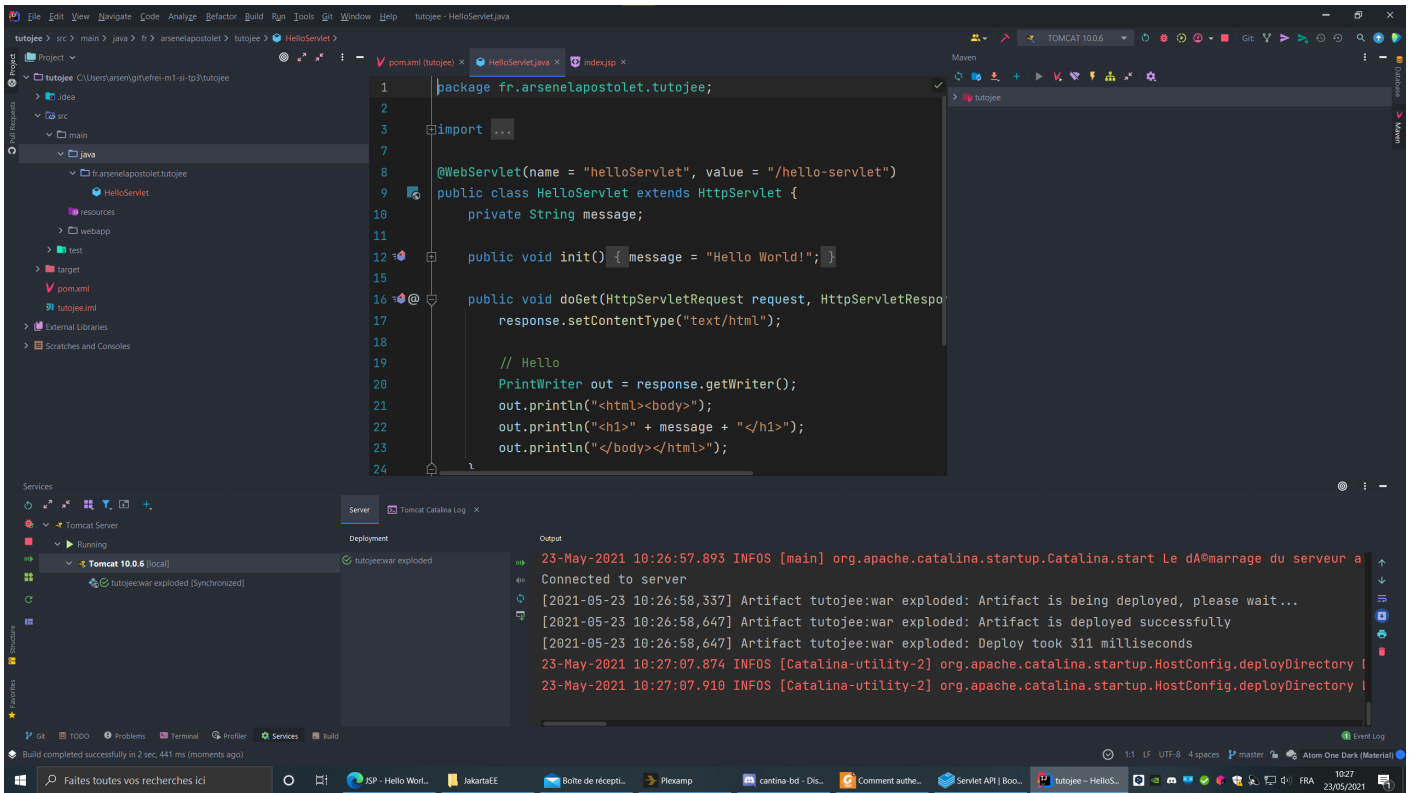 File Edit View Navigate Code Analyze Refactor Build Run Tools Git Window Help tutojee - HelloServlet.java
tutojee > src > main > java > fr > arsenelapostolet > tutojee > HelloServlet >
TOMCAT 10.0.6
Git:
Project
pom.xml (tutojee) ×
HelloServlet.java ×
index.jsp ×
Maven
tutojee C:\Users\arsen\git\efrei-m1-si-tp3\tutojee
.idea
src
main
java
fr.arsenelapostolet.tutojee
HelloServlet
resources
webapp
test
target
pom.xml
tutojee.iml
External Libraries
Scratches and Consoles
Project
Pull Requests
Structure
Favorites
1 package fr.arsenelapostolet.tutojee;
2
3 import ...
7
8 @WebServlet(name = "helloServlet", value = "/hello-servlet")
9 public class HelloServlet extends HttpServlet {
10 private String message;
11
12 public void init() { message = "Hello World!"; }
15
16 @ public void doGet(HttpServletRequest request, HttpServletRespo
17 response.setContentType("text/html");
18
19 // Hello
20 PrintWriter out = response.getWriter();
21 out.println("<html><body>");
22 out.println("<h1>" + message + "</h1>");
23 out.println("</body></html>");
24 }
tutojee
Database
Maven
Services
Tomcat Server
Running
Tomcat 10.0.6 [local]
tutojee:war exploded [Synchronized]
Server
Tomcat Catalina Log ×
Deployment
tutojee:war exploded
Output
23-May-2021 10:26:57.893 INFOS [main] org.apache.catalina.startup.Catalina.start Le dÃ©marrage du serveur a
Connected to server
[2021-05-23 10:26:58,337] Artifact tutojee:war exploded: Artifact is being deployed, please wait...
[2021-05-23 10:26:58,647] Artifact tutojee:war exploded: Artifact is deployed successfully
[2021-05-23 10:26:58,647] Artifact tutojee:war exploded: Deploy took 311 milliseconds
23-May-2021 10:27:07.874 INFOS [Catalina-utility-2] org.apache.catalina.startup.HostConfig.deployDirectory
23-May-2021 10:27:07.910 INFOS [Catalina-utility-2] org.apache.catalina.startup.HostConfig.deployDirectory
Git TODO Problems Terminal Profiler Services Build
1 Event Log
Build completed successfully in 2 sec, 441 ms (moments ago)
1:1 LF UTF-8 4 spaces master Atom One Dark (Material)
Faites toutes vos recherches ici
JSP - Hello Worl...
JakartaEE
Boîte de récepti...
Plexamp
cantina-bd - Dis...
Comment authe...
Servlet API | Boo...
tutojee – HelloS...
FRA
10:27
23/05/2021